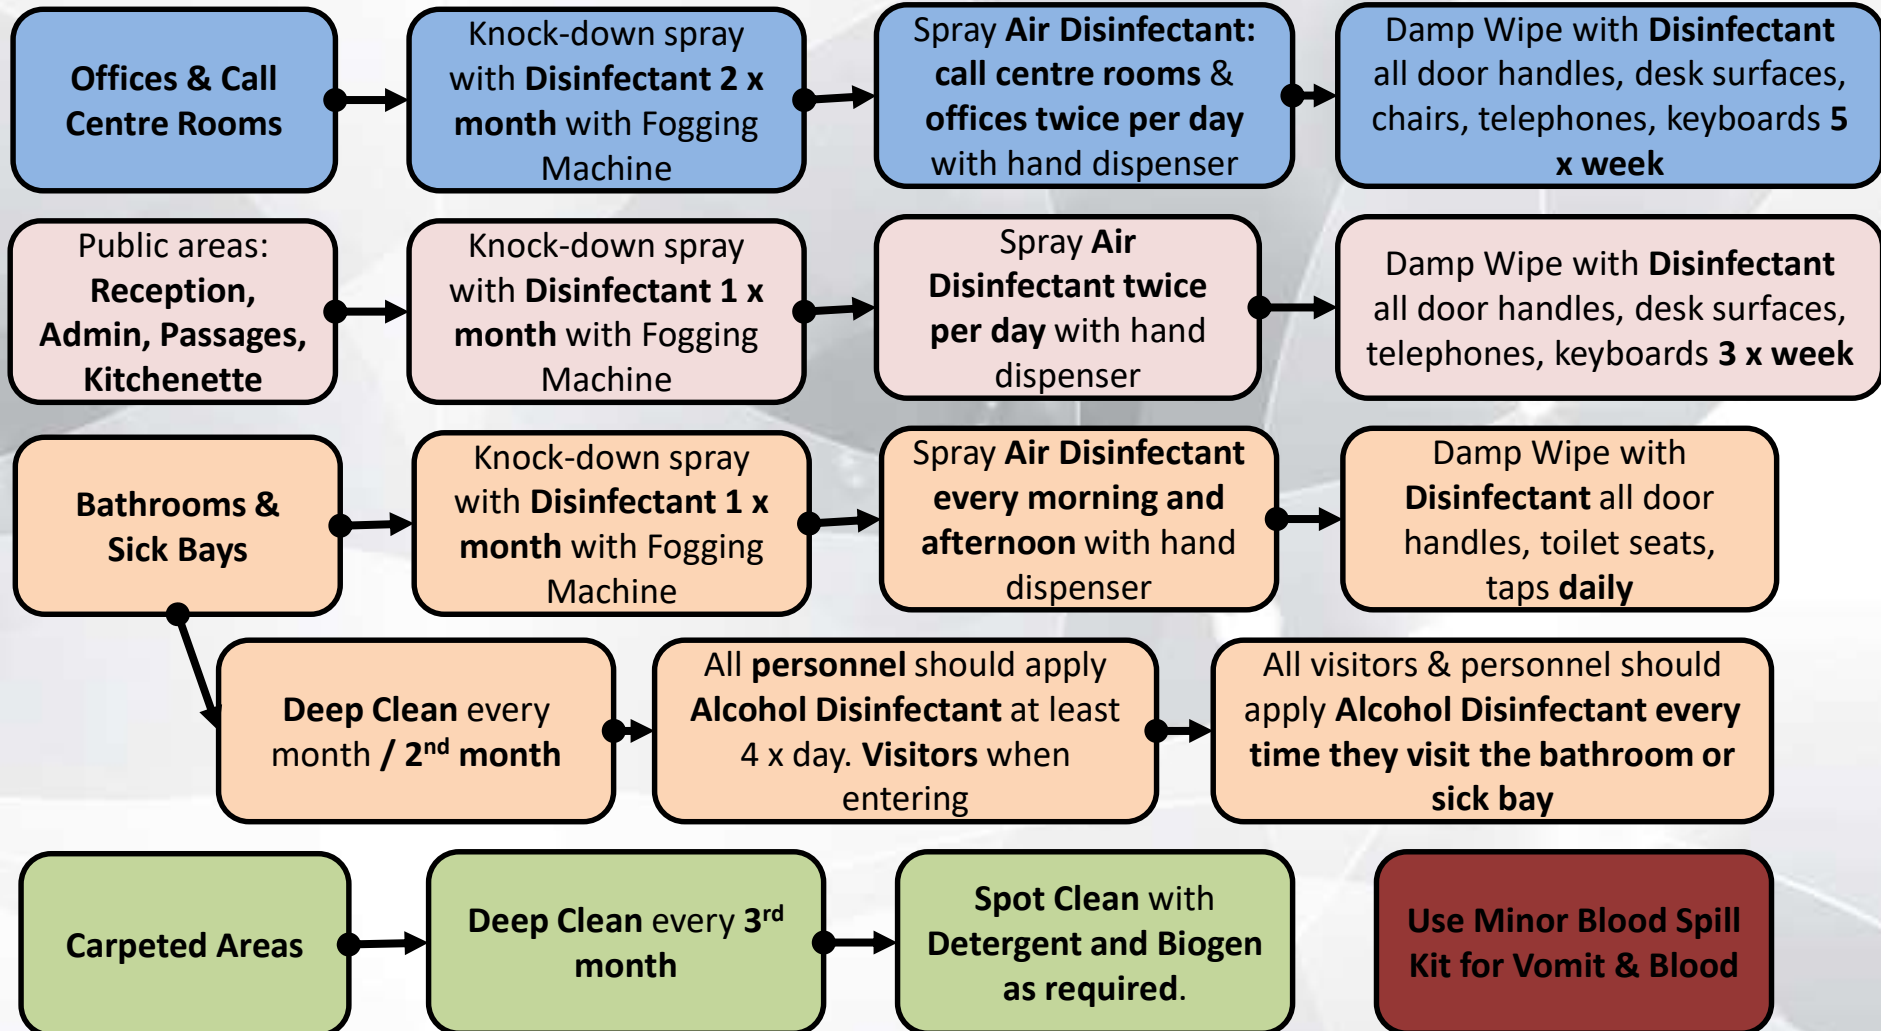 Offices & Call
Centre Rooms
Knock-down spray
with Disinfectant 2 x
month with Fogging
Machine
Spray Air Disinfectant:
call centre rooms &
offices twice per day
with hand dispenser
Damp Wipe with Disinfectant
all door handles, desk surfaces,
chairs, telephones, keyboards 5
x week
Public areas:
Reception,
Admin, Passages,
Kitchenette
Knock-down spray
with Disinfectant 1 x
month with Fogging
Machine
Spray Air
Disinfectant twice
per day with hand
dispenser
Damp Wipe with Disinfectant
all door handles, desk surfaces,
telephones, keyboards 3 x week
Bathrooms &
Sick Bays
Knock-down spray
with Disinfectant 1 x
month with Fogging
Machine
Spray Air Disinfectant
every morning and
afternoon with hand
dispenser
Damp Wipe with
Disinfectant all door
handles, toilet seats,
taps daily
Deep Clean every
month / 2nd month
All personnel should apply
Alcohol Disinfectant at least
4 x day. Visitors when
entering
All visitors & personnel should
apply Alcohol Disinfectant every
time they visit the bathroom or
sick bay
Carpeted Areas
Deep Clean every 3rd
month
Spot Clean with
Detergent and Biogen
as required.
Use Minor Blood Spill
Kit for Vomit & Blood